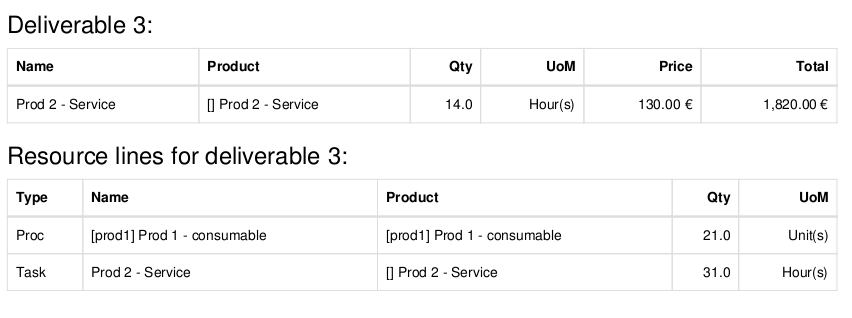 Deliverable 3:
Name Product Qty UoM Price Total
Prod 2 - Service [] Prod 2 - Service 14.0 Hour(s) 130.00 € 1,820.00 €
Resource lines for deliverable 3:
Type Name Product Qty UoM
Proc [prod1] Prod 1 - consumable [prod1] Prod 1 - consumable 21.0 Unit(s)
Task Prod 2 - Service [] Prod 2 - Service 31.0 Hour(s)